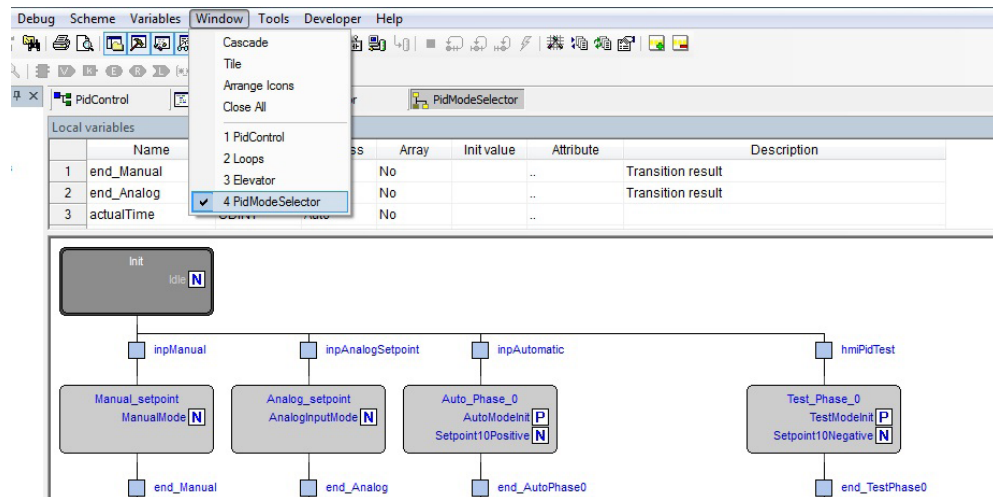 Debug Scheme Variables Window Tools Developer Help
Cascade
Tile
Arrange Icons
Close All
1 PidControl
2 Loops
3 Elevator
4 PidModeSelector
PidControl PidModeSelector
Local variables
Name Array Init value Attribute Description
1 end_Manual No .. Transition result
2 end_Analog No .. Transition result
3 actualTime No ..
Init
Idle N
inpManual inpAnalogSetpoint inpAutomatic hmiPidTest
Manual_setpoint Analog_setpoint Auto_Phase_0 Test_Phase_0
ManualMode N AnalogInputMode N AutoModeInit P TestModeInit P
Setpoint10Positive N Setpoint10Negative N
end_Manual end_Analog end_AutoPhase0 end_TestPhase0